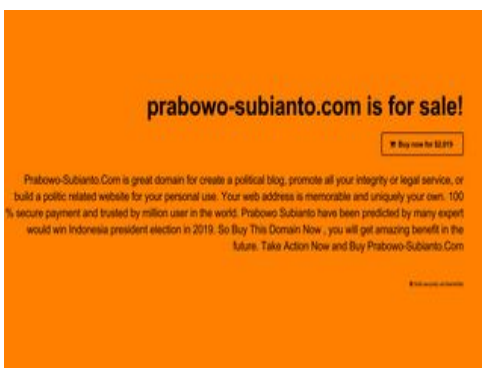 prabowo-subianto.com is for sale!
Buy now for $2,019
Prabowo-Subianto.Com is great domain for create a political blog, promote all your integrity or legal service, or
build a politic related website for your personal use. Your web address is memorable and uniquely your own. 100
% secure payment and trusted by million user in the world. Prabowo Subianto have been predicted by many expert
would win Indonesia president election in 2019. So Buy This Domain Now , you will get amazing benefit in the
future. Take Action Now and Buy Prabowo-Subianto.Com